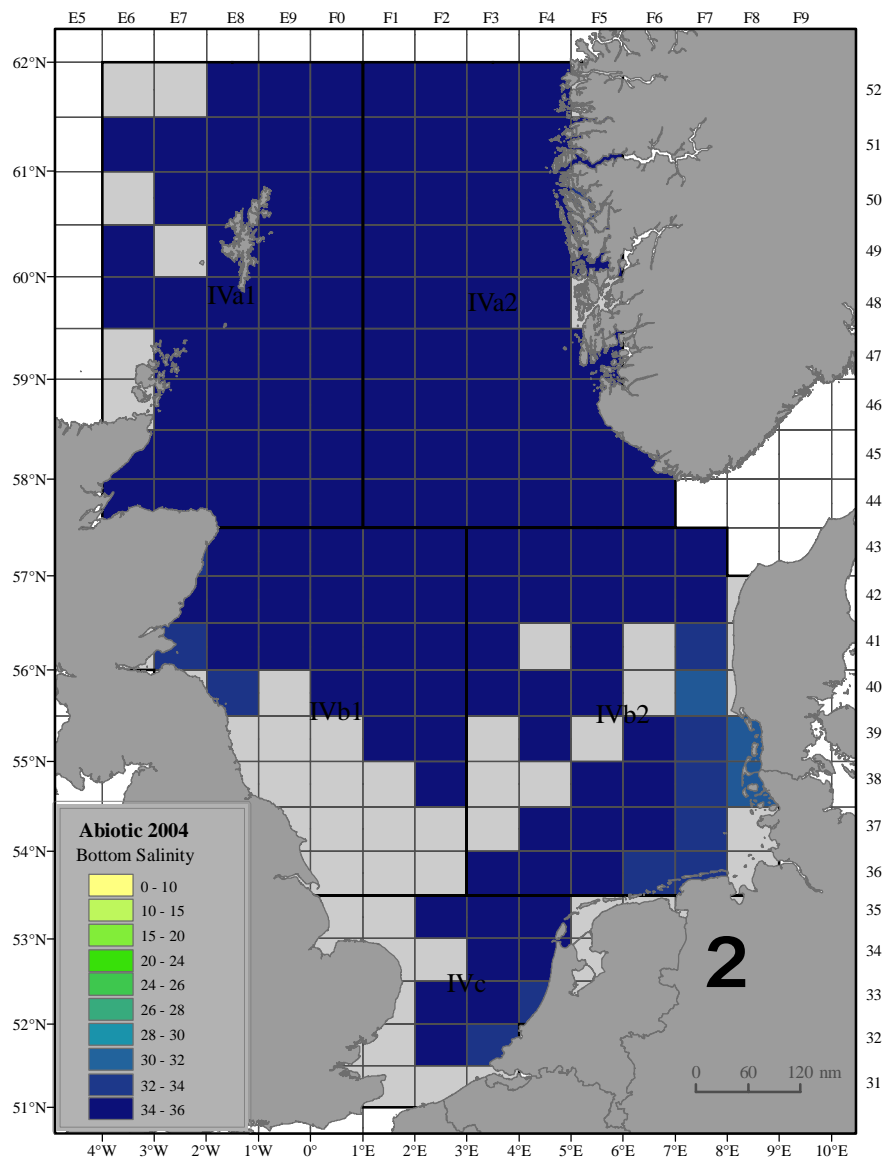 E5 E6 E7 E8 E9 F0 F1 F2 F3 F4 F5 F6 F7 F8 F9
62°N
52
51
61°N
50
49
60°N
IVa1
IVa2
48
47
59°N
46
45
58°N
44
43
57°N
42
41
56°N
40
IVb1
IVb2
39
55°N
38
Abiotic 2004
37
Bottom Salinity
54°N
36
0 - 10
10 - 15
15 - 20
20 - 24
24 - 26
26 - 28
28 - 30
30 - 32
32 - 34
34 - 36
35
53°N
34
2
IVc
33
52°N
32
0 60 120 nm
31
51°N
4°W 3°W 2°W 1°W 0° 1°E 2°E 3°E 4°E 5°E 6°E 7°E 8°E 9°E 10°E